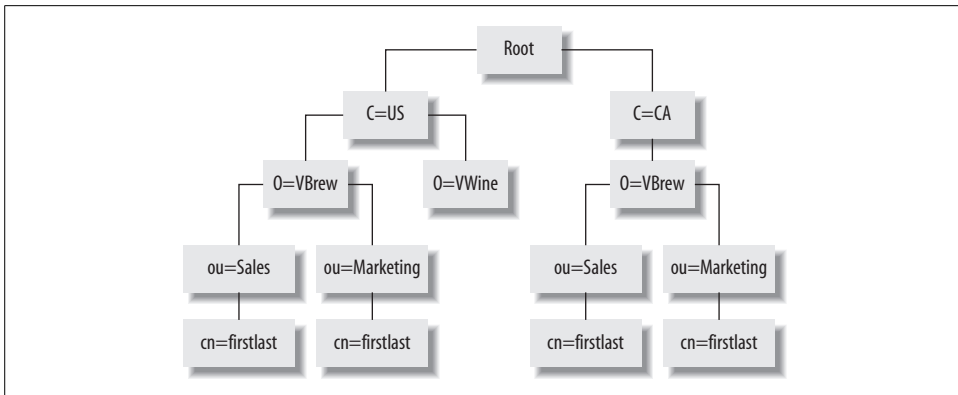 Root
C=US
C=CA
O=VBrew
O=VWine
O=VBrew
ou=Sales
ou=Marketing
ou=Sales
ou=Marketing
cn=firstlast
cn=firstlast
cn=firstlast
cn=firstlast